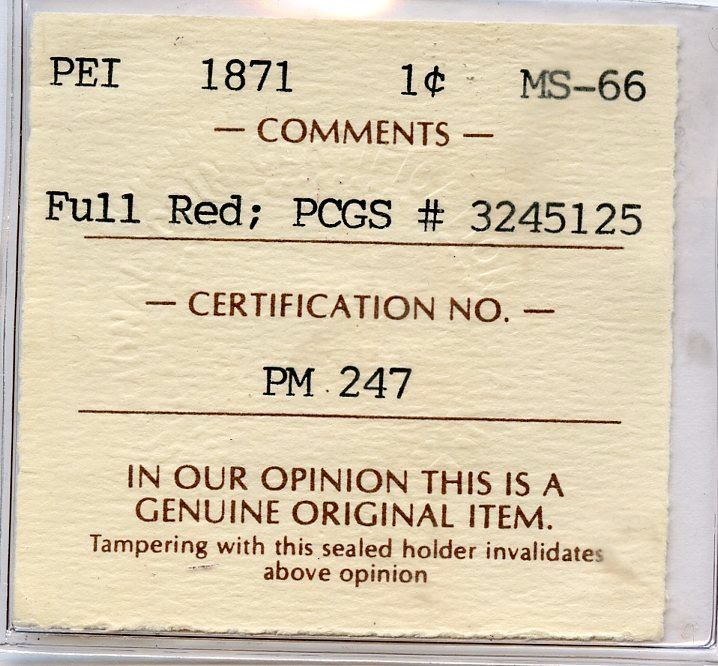 PEI 1871 1¢ MS-66
— COMMENTS —
Full Red; PCGS # 3245125
— CERTIFICATION NO. —
PM 247
IN OUR OPINION THIS IS A
GENUINE ORIGINAL ITEM.
Tampering with this sealed holder invalidates
above opinion